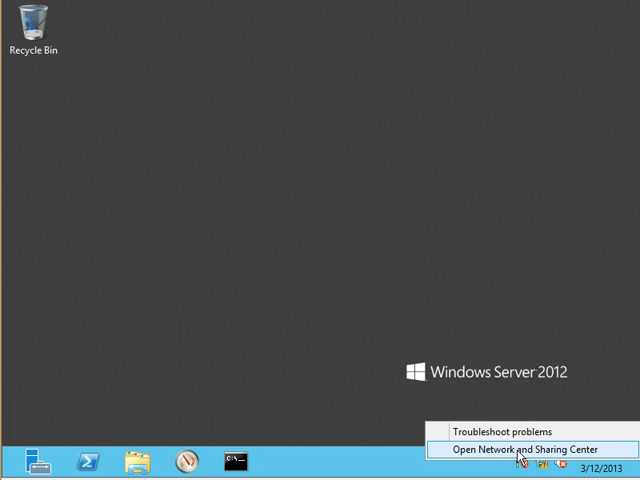 Recycle Bin
Windows Server 2012
Troubleshoot problems
Open Network and Sharing Center
C:\
3/12/2013